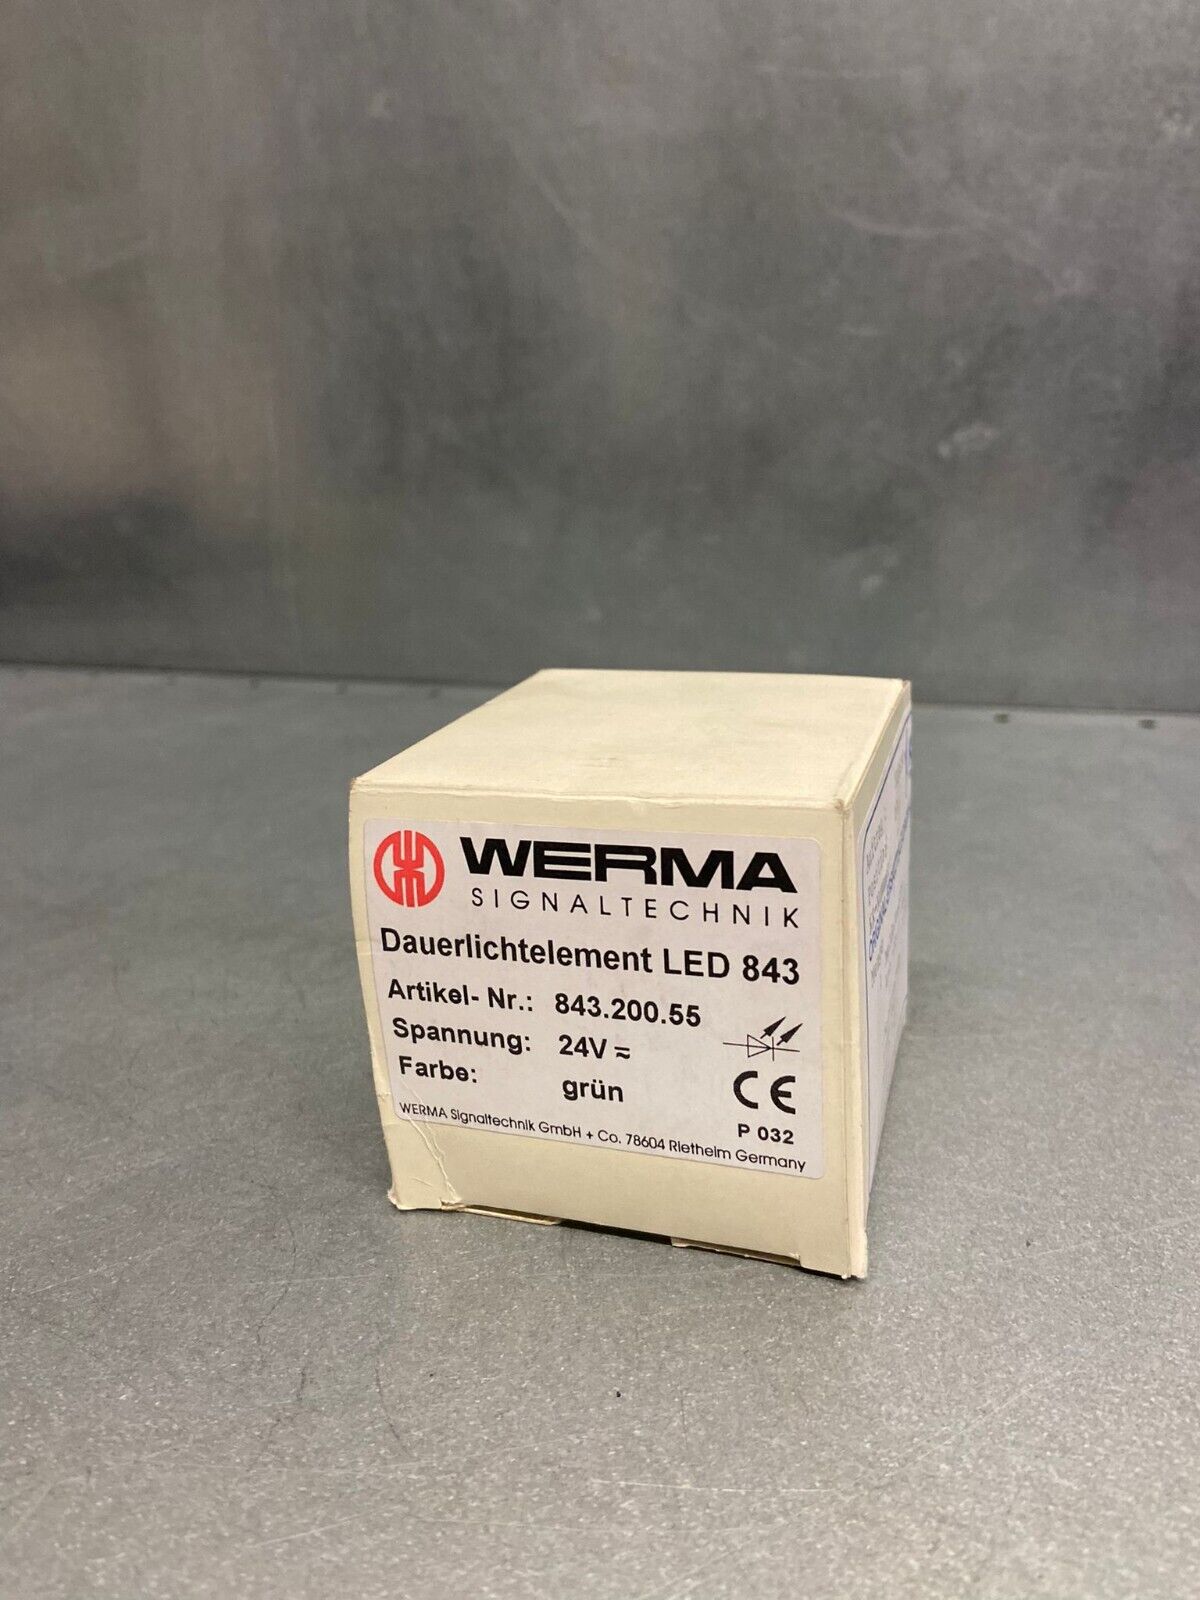 WERMA
SIGNALTECHNIK
Dauerlichtelement LED 843
Artikel- Nr.: 843.200.55
Spannung: 24V ≂
Farbe: grün
CE
P 032
WERMA Signaltechnik GmbH + Co. 78604 Rietheim Germany